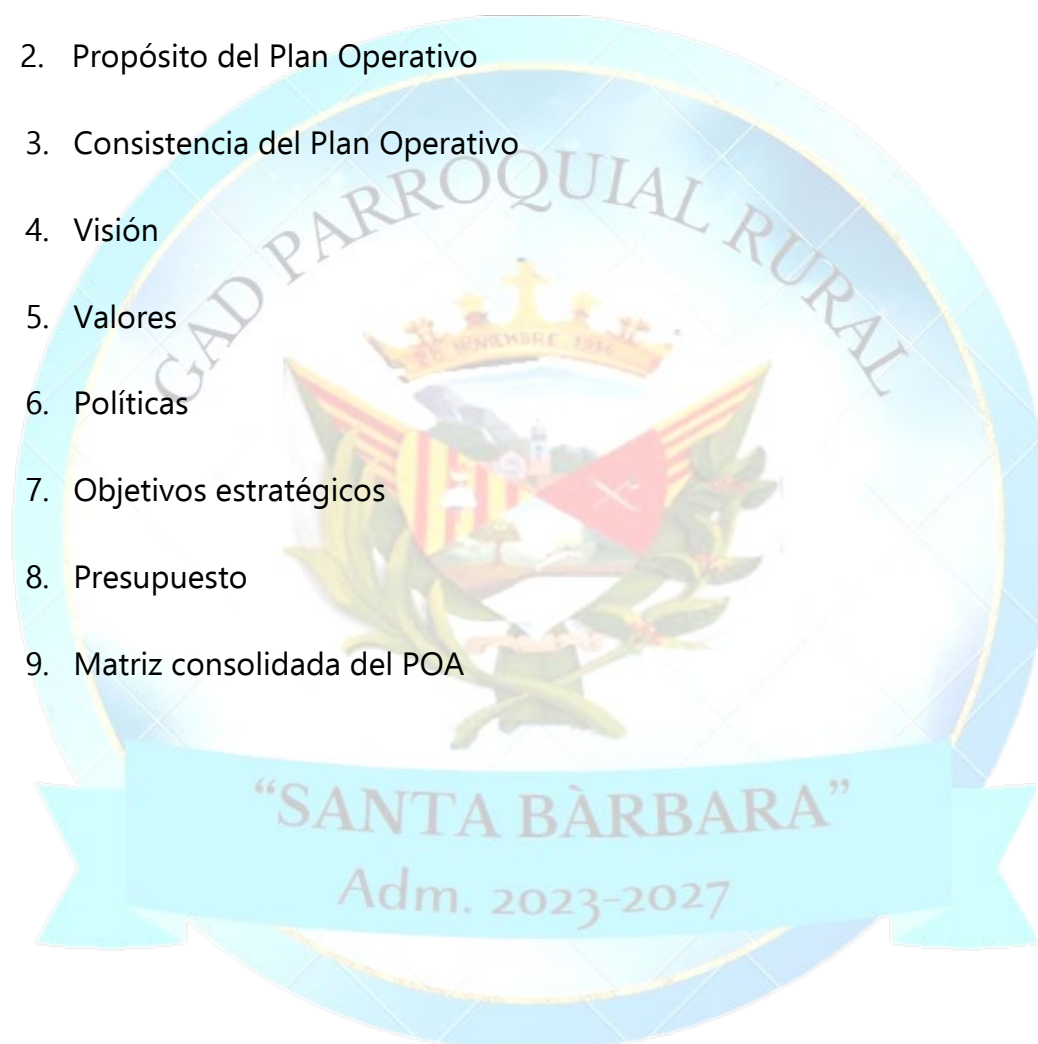 2. Propósito del Plan Operativo
3. Consistencia del Plan Operativo
GAD PARROQUIAL RURAL
4. Visión
5. Valores
6. Políticas
7. Objetivos estratégicos
8. Presupuesto
9. Matriz consolidada del POA
“SANTA BÀRBARA”
Adm. 2023-2027